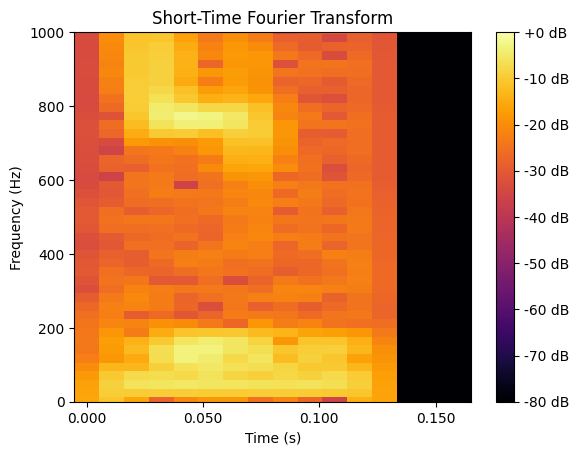 Short-Time Fourier Transform
1000
800
600
400
200
0
Frequency (Hz)
0.000
0.050
0.100
0.150
Time (s)
+0 dB
-10 dB
-20 dB
-30 dB
-40 dB
-50 dB
-60 dB
-70 dB
-80 dB